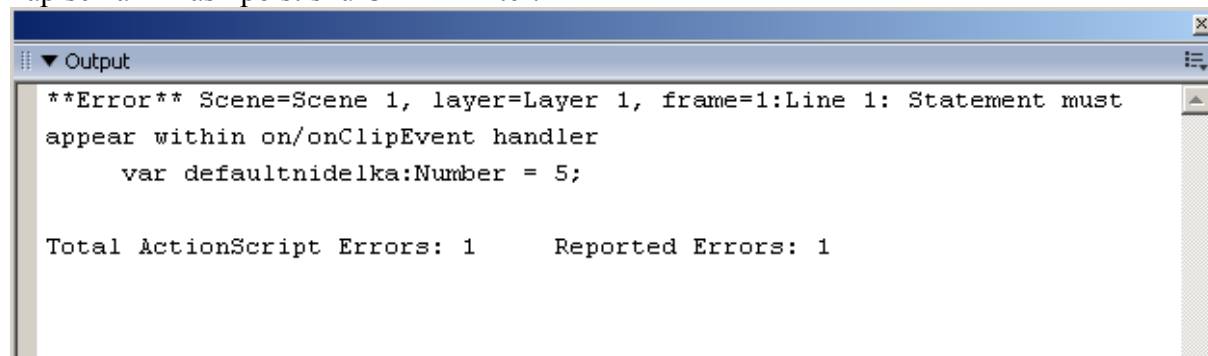 Output
**Error** Scene=Scene 1, layer=Layer 1, frame=1:Line 1: Statement must
appear within on/onClipEvent handler
var defaultnidelka:Number = 5;
Total ActionScript Errors: 1 Reported Errors: 1